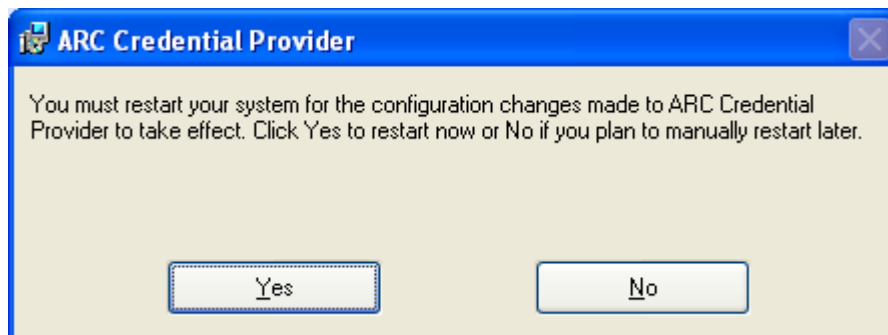 ARC Credential Provider
You must restart your system for the configuration changes made to ARC Credential
Provider to take effect. Click Yes to restart now or No if you plan to manually restart later.
Yes
No